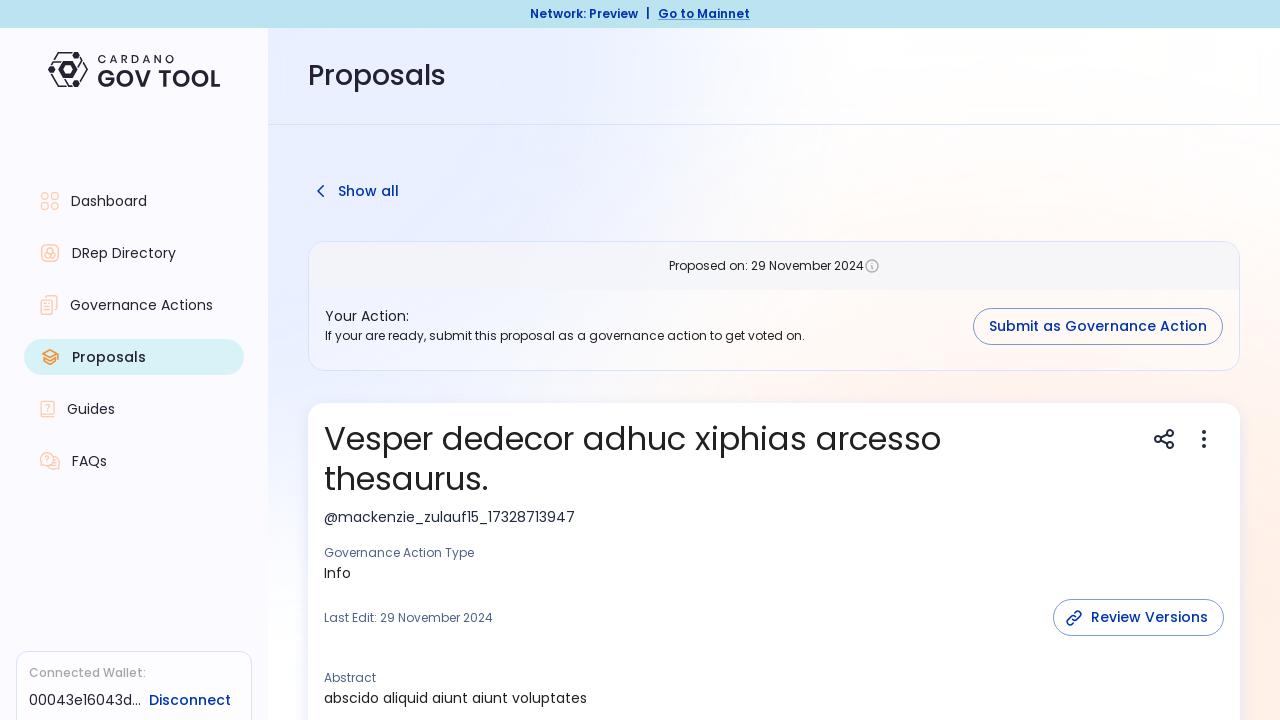 Network: Preview | Go to Mainnet
CARDANO
GOV TOOL
Dashboard
DRep Directory
Governance Actions
Proposals
Guides
FAQs
Connected Wallet:
00043e16043d... Disconnect
Proposals
Show all
Proposed on: 29 November 2024
Your Action:
If your are ready, submit this proposal as a governance action to get voted on.
Submit as Governance Action
Vesper dedecor adhuc xiphias arcesso
thesaurus.
@mackenzie_zulauf15_17328713947
Governance Action Type
Info
Last Edit: 29 November 2024
Review Versions
Abstract
abscido aliquid aiunt aiunt voluptates